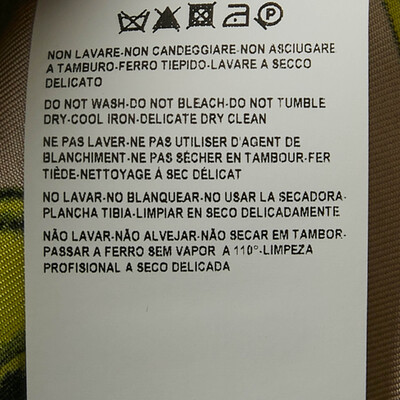 NON LAVARE-NON CANDEGGIARE-NON ASCIUGARE
A TAMBURO-FERRO TIEPIDO-LAVARE A SECCO
DELICATO
DO NOT WASH-DO NOT BLEACH-DO NOT TUMBLE
DRY-COOL IRON-DELICATE DRY CLEAN
NE PAS LAVER-NE PAS UTILISER D'AGENT DE
BLANCHIMENT-NE PAS SÈCHER EN TAMBOUR-FER
TIÈDE-NETTOYAGE Á SEC DÉLICAT
NO LAVAR-NO BLANQUEAR-NO USAR LA SECADORA-
PLANCHA TIBIA-LIMPIAR EN SECO DELICADAMENTE
NÃO LAVAR-NÃO ALVEJAR-NÃO SECAR EM TAMBOR-
PASSAR A FERRO SEM VAPOR A 110°-LIMPEZA
PROFISIONAL A SECO DELICADA